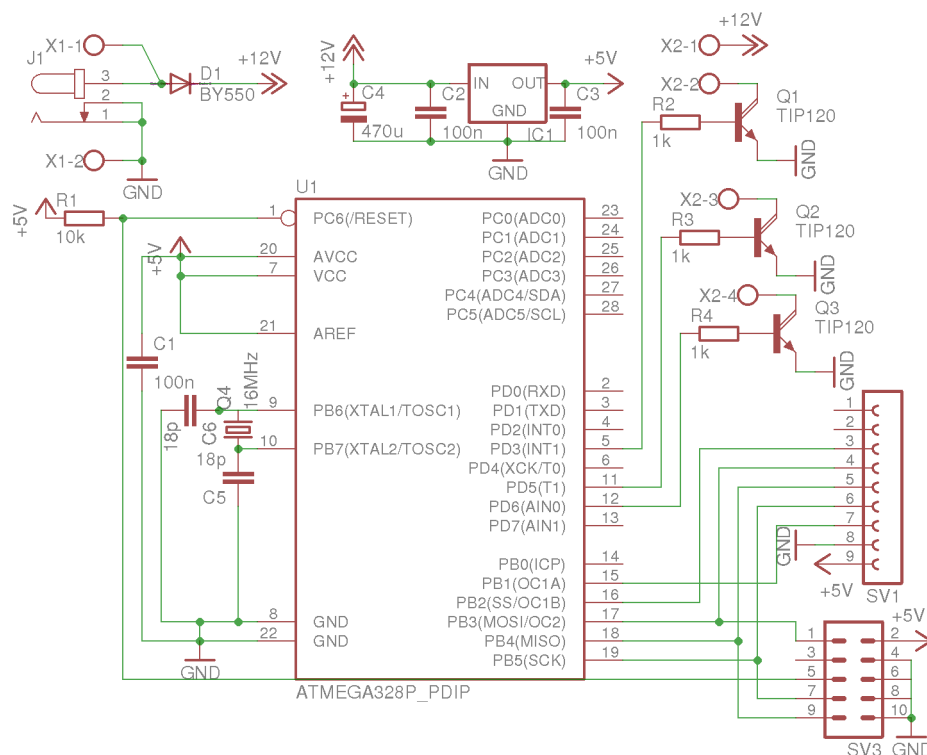 X1-1
J1
3
2
1
X1-2
GND
D1
BY550
+12V
+12V
C4
470u
C2
100n
IN
OUT
GND
IC1
C3
100n
+5V
GND
+12V
X2-1
X2-2
Q1
TIP120
R2
1k
GND
X2-3
Q2
TIP120
R3
1k
GND
X2-4
Q3
TIP120
R4
1k
GND
+5V
R1
10k
+5V
C1
100n
18p
C6
Q4
16MHz
18p
C5
GND
U1
1 PC6(/RESET)
20 AVCC
7 VCC
21 AREF
9 PB6(XTAL1/TOSC1)
10 PB7(XTAL2/TOSC2)
8 GND
22 GND
PC0(ADC0) 23
PC1(ADC1) 24
PC2(ADC2) 25
PC3(ADC3) 26
PC4(ADC4/SDA) 27
PC5(ADC5/SCL) 28
PD0(RXD) 2
PD1(TXD) 3
PD2(INT0) 4
PD3(INT1) 5
PD4(XCK/T0) 6
PD5(T1) 11
PD6(AIN0) 12
PD7(AIN1) 13
PB0(ICP) 14
PB1(OC1A) 15
PB2(SS/OC1B) 16
PB3(MOSI/OC2) 17
PB4(MISO) 18
PB5(SCK) 19
ATMEGA328P_PDIP
1
2
3
4
5
6
7
8
9
GND
+5V
SV1
+5V
1 2
3 4
5 6
7 8
9 10
SV3
GND